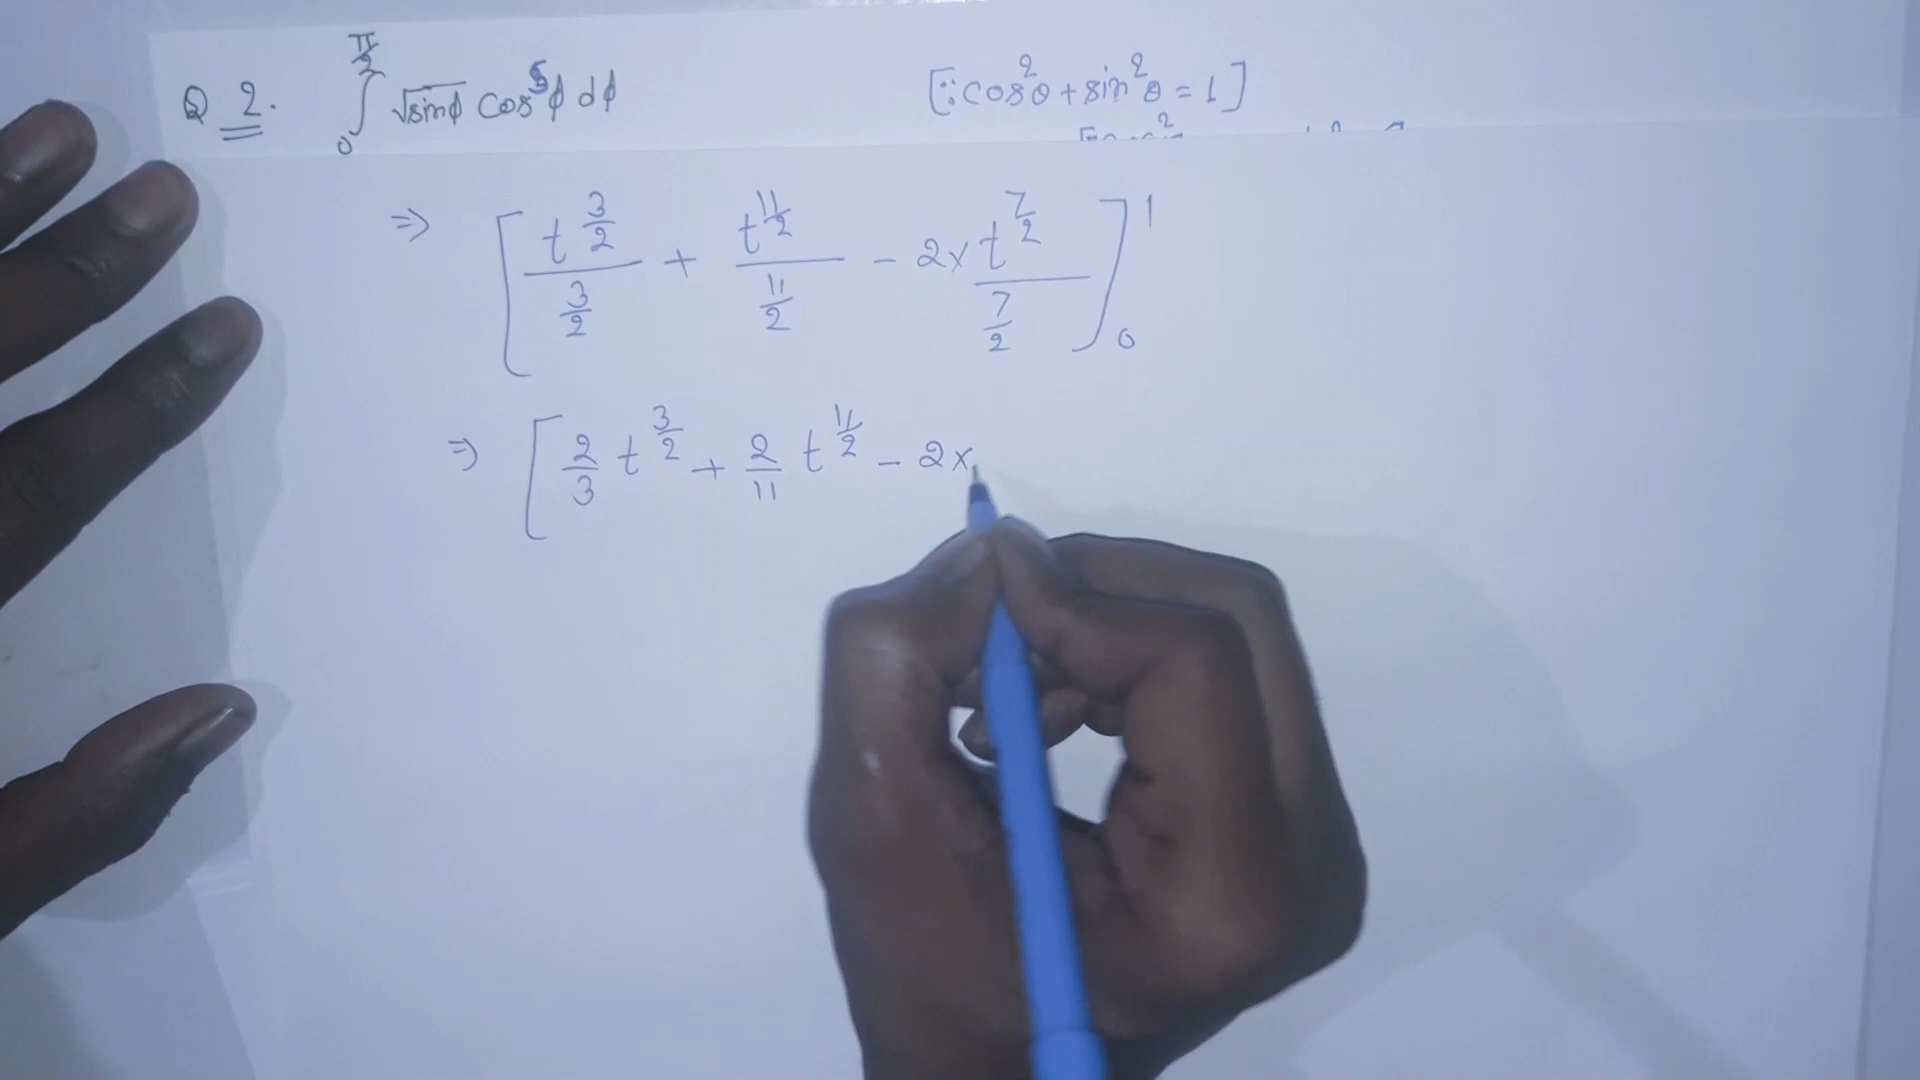 Q 2. ∫₀^{π/2} √sinϕ Cos⁵ϕ dϕ [∵ cos²θ + sin²θ = 1]
⇒ [ t^{3/2} / (3/2) + t^{11/2} / (11/2) - 2× t^{7/2} / (7/2) ]₀¹
⇒ [ 2/3 t^{3/2} + 2/11 t^{11/2} - 2×